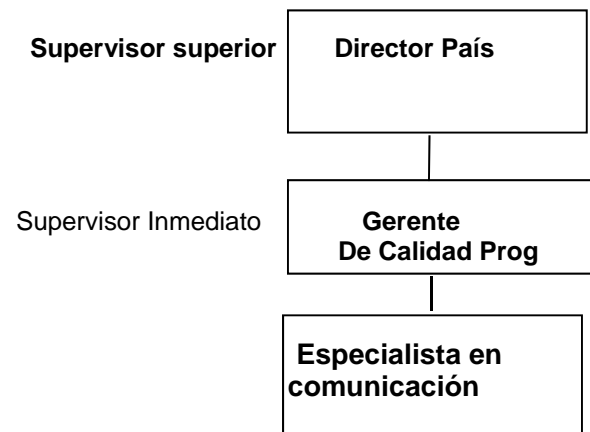 Supervisor superior Director País
Supervisor Inmediato Gerente
De Calidad Prog
Especialista en
comunicación